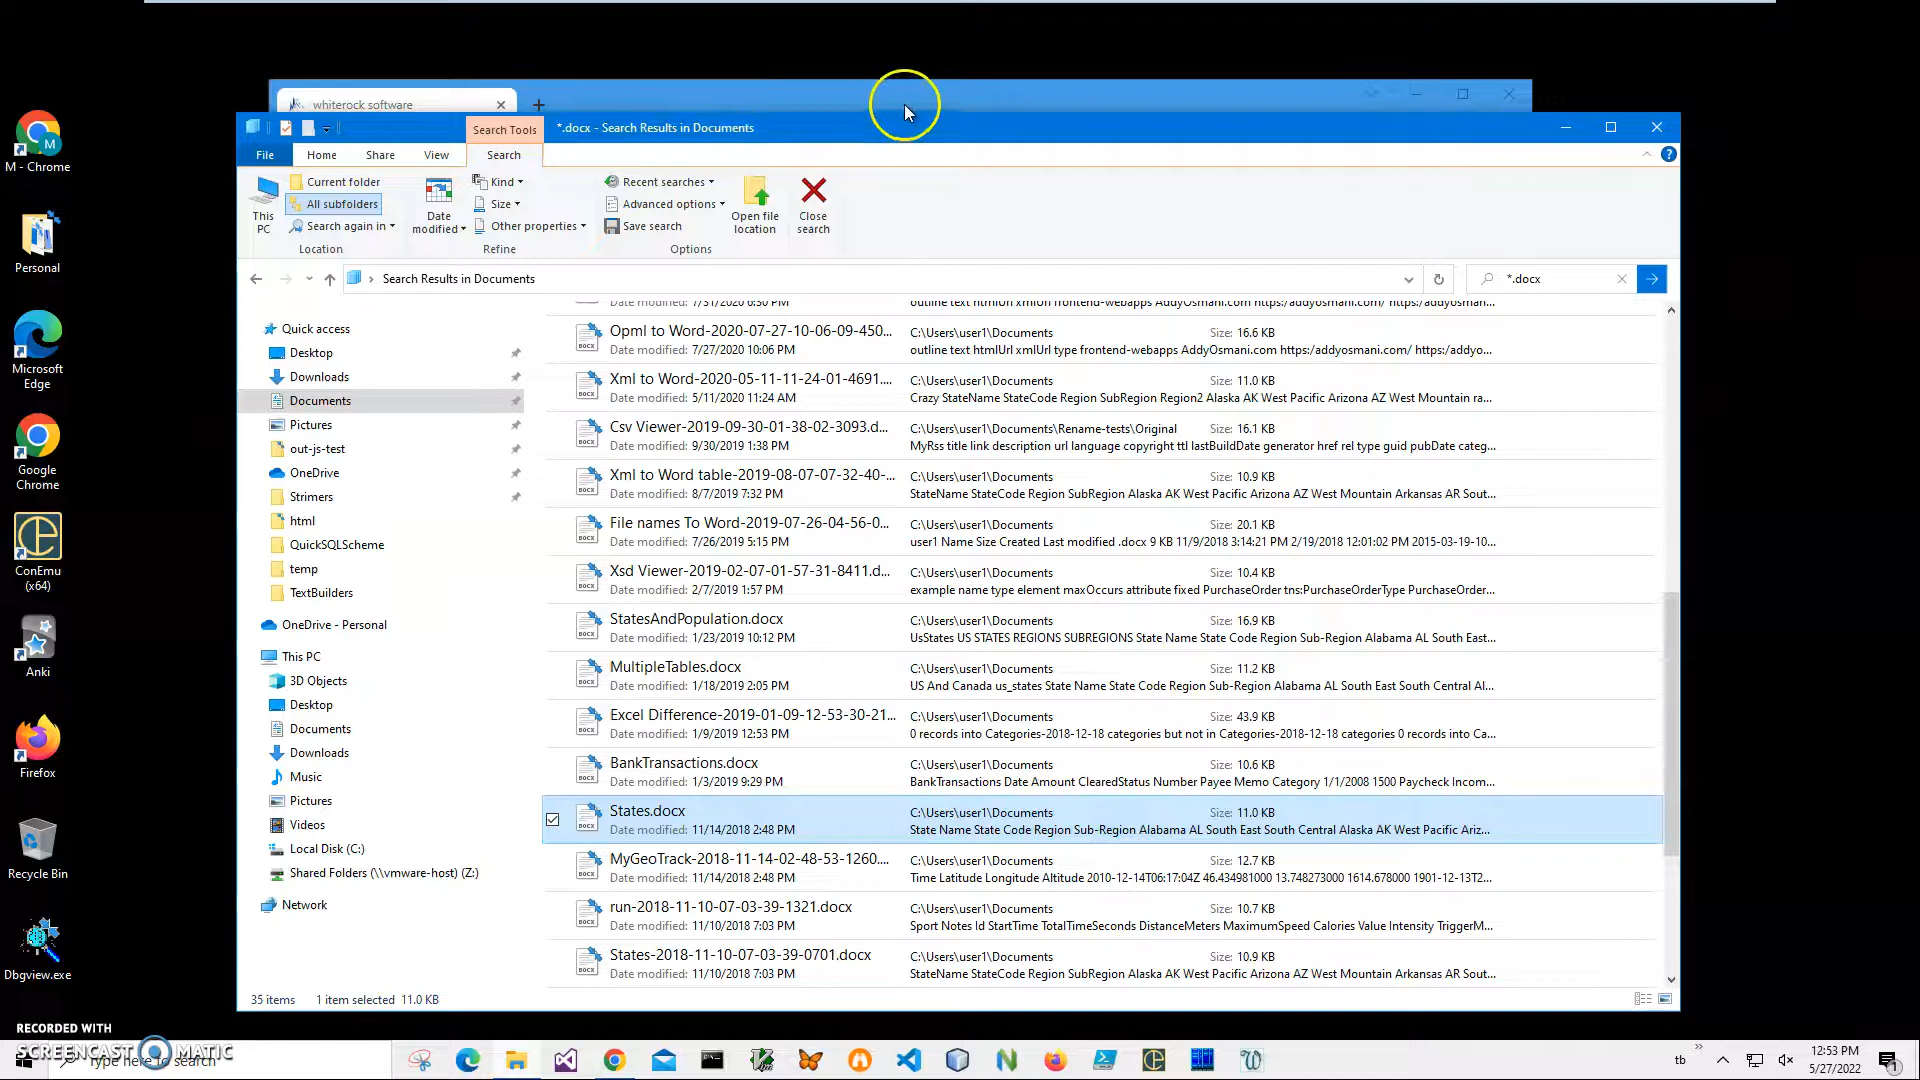 whiterock software
Search Tools
*.docx - Search Results in Documents
File
Home
Share
View
Search
This PC
Current folder
All subfolders
Search again in
Location
Date modified
Kind
Size
Other properties
Refine
Recent searches
Advanced options
Save search
Options
Open file location
Close search
Search Results in Documents
*.docx
M - Chrome
Personal
Microsoft Edge
Google Chrome
ConEmu (x64)
Anki
Firefox
Recycle Bin
Dbgview.exe
Quick access
Desktop
Downloads
Documents
Pictures
out-js-test
OneDrive
Strimers
html
QuickSQLScheme
temp
TextBuilders
OneDrive - Personal
This PC
3D Objects
Desktop
Documents
Downloads
Music
Pictures
Videos
Local Disk (C:)
Shared Folders (\\vmware-host) (Z:)
Network
Date modified: 7/31/2020 6:50 PM outline text htmlUrl xmlUrl frontend-webapps AddyOsmani.com https:/addyosmani.com/ https:/addyosman...
Opml to Word-2020-07-27-10-06-09-450... C:\Users\user1\Documents Size: 16.6 KB
Date modified: 7/27/2020 10:06 PM outline text htmlUrl xmlUrl type frontend-webapps AddyOsmani.com https:/addyosmani.com/ https:/addyo...
Xml to Word-2020-05-11-11-24-01-4691.... C:\Users\user1\Documents Size: 11.0 KB
Date modified: 5/11/2020 11:24 AM Crazy StateName StateCode Region SubRegion Region2 Alaska AK West Pacific Arizona AZ West Mountain ra...
Csv Viewer-2019-09-30-01-38-02-3093.d... C:\Users\user1\Documents\Rename-tests\Original Size: 16.1 KB
Date modified: 9/30/2019 1:38 PM MyRss title link description url language copyright ttl lastBuildDate generator href rel type guid pubDate categ...
Xml to Word table-2019-08-07-07-32-40-... C:\Users\user1\Documents Size: 10.9 KB
Date modified: 8/7/2019 7:32 PM StateName StateCode Region SubRegion Alaska AK West Pacific Arizona AZ West Mountain Arkansas AR Sout...
File names To Word-2019-07-26-04-56-0... C:\Users\user1\Documents Size: 20.1 KB
Date modified: 7/26/2019 5:15 PM user1 Name Size Created Last modified .docx 9 KB 11/9/2018 3:14:21 PM 2/19/2018 12:01:02 PM 2015-03-19-10...
Xsd Viewer-2019-02-07-01-57-31-8411.d... C:\Users\user1\Documents Size: 10.4 KB
Date modified: 2/7/2019 1:57 PM example name type element maxOccurs attribute fixed PurchaseOrder tns:PurchaseOrderType PurchaseOrder...
StatesAndPopulation.docx C:\Users\user1\Documents Size: 16.9 KB
Date modified: 1/23/2019 10:12 PM UsStates US STATES REGIONS SUBREGIONS State Name State Code Region Sub-Region Alabama AL South East...
MultipleTables.docx C:\Users\user1\Documents Size: 11.2 KB
Date modified: 1/18/2019 2:05 PM US And Canada us_states State Name State Code Region Sub-Region Alabama AL South East South Central Al...
Excel Difference-2019-01-09-12-53-30-21... C:\Users\user1\Documents Size: 43.9 KB
Date modified: 1/9/2019 12:53 PM 0 records into Categories-2018-12-18 categories but not in Categories-2018-12-18 categories 0 records into Ca...
BankTransactions.docx C:\Users\user1\Documents Size: 10.6 KB
Date modified: 1/3/2019 9:29 PM BankTransactions Date Amount ClearedStatus Number Payee Memo Category 1/1/2008 1500 Paycheck Incom...
States.docx C:\Users\user1\Documents Size: 11.0 KB
Date modified: 11/14/2018 2:48 PM State Name State Code Region Sub-Region Alabama AL South East South Central Alaska AK West Pacific Ariz...
MyGeoTrack-2018-11-14-02-48-53-1260.... C:\Users\user1\Documents Size: 12.7 KB
Date modified: 11/14/2018 2:48 PM Time Latitude Longitude Altitude 2010-12-14T06:17:04Z 46.434981000 13.748273000 1614.678000 1901-12-13T2...
run-2018-11-10-07-03-39-1321.docx C:\Users\user1\Documents Size: 10.7 KB
Date modified: 11/10/2018 7:03 PM Sport Notes Id StartTime TotalTimeSeconds DistanceMeters MaximumSpeed Calories Value Intensity TriggerM...
States-2018-11-10-07-03-39-0701.docx C:\Users\user1\Documents Size: 10.9 KB
Date modified: 11/10/2018 7:03 PM StateName StateCode Region SubRegion Alaska AK West Pacific Arizona AZ West Mountain Arkansas AR Sout...
35 items 1 item selected 11.0 KB
RECORDED WITH
SCREENCAST MATIC
Type here to search
tb
12:53 PM
5/27/2022